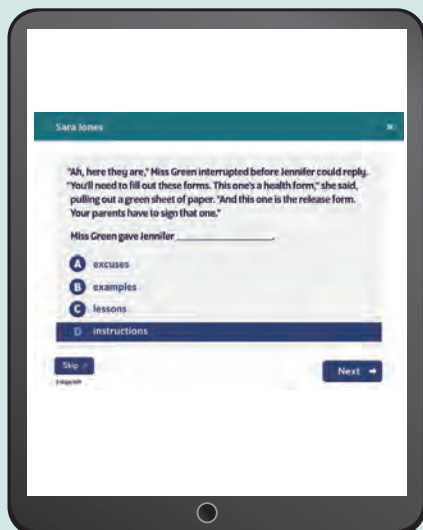 Sara Jones
×
"Ah, here they are," Miss Green interrupted before Jennifer could reply.
"You'll need to fill out these forms. This one's a health form," she said,
pulling out a green sheet of paper. "And this one is the release form.
Your parents have to sign that one."
Miss Green gave Jennifer ____________________.
A excuses
B examples
C lessons
D instructions
Skip
Next →